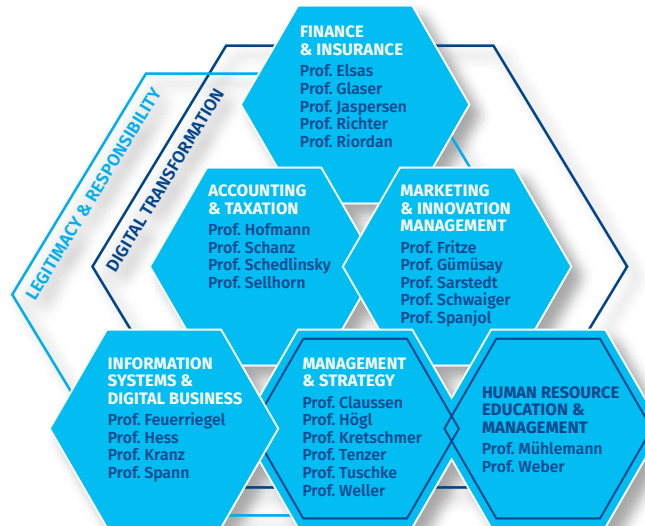 FINANCE
& INSURANCE
Prof. Elsas
Prof. Glaser
Prof. Jaspersen
Prof. Richter
Prof. Riordan
LEGITIMACY & RESPONSIBILITY
DIGITAL TRANSFORMATION
ACCOUNTING
& TAXATION
Prof. Hofmann
Prof. Schanz
Prof. Schedlinsky
Prof. Sellhorn
MARKETING
& INNOVATION
MANAGEMENT
Prof. Fritze
Prof. Gümüsay
Prof. Sarstedt
Prof. Schwaiger
Prof. Spanjol
INFORMATION
SYSTEMS &
DIGITAL BUSINESS
Prof. Feuerriegel
Prof. Hess
Prof. Kranz
Prof. Spann
MANAGEMENT
& STRATEGY
Prof. Claussen
Prof. Högl
Prof. Kretschmer
Prof. Tenzer
Prof. Tuschke
Prof. Weller
HUMAN RESOURCE
EDUCATION &
MANAGEMENT
Prof. Mühlemann
Prof. Weber